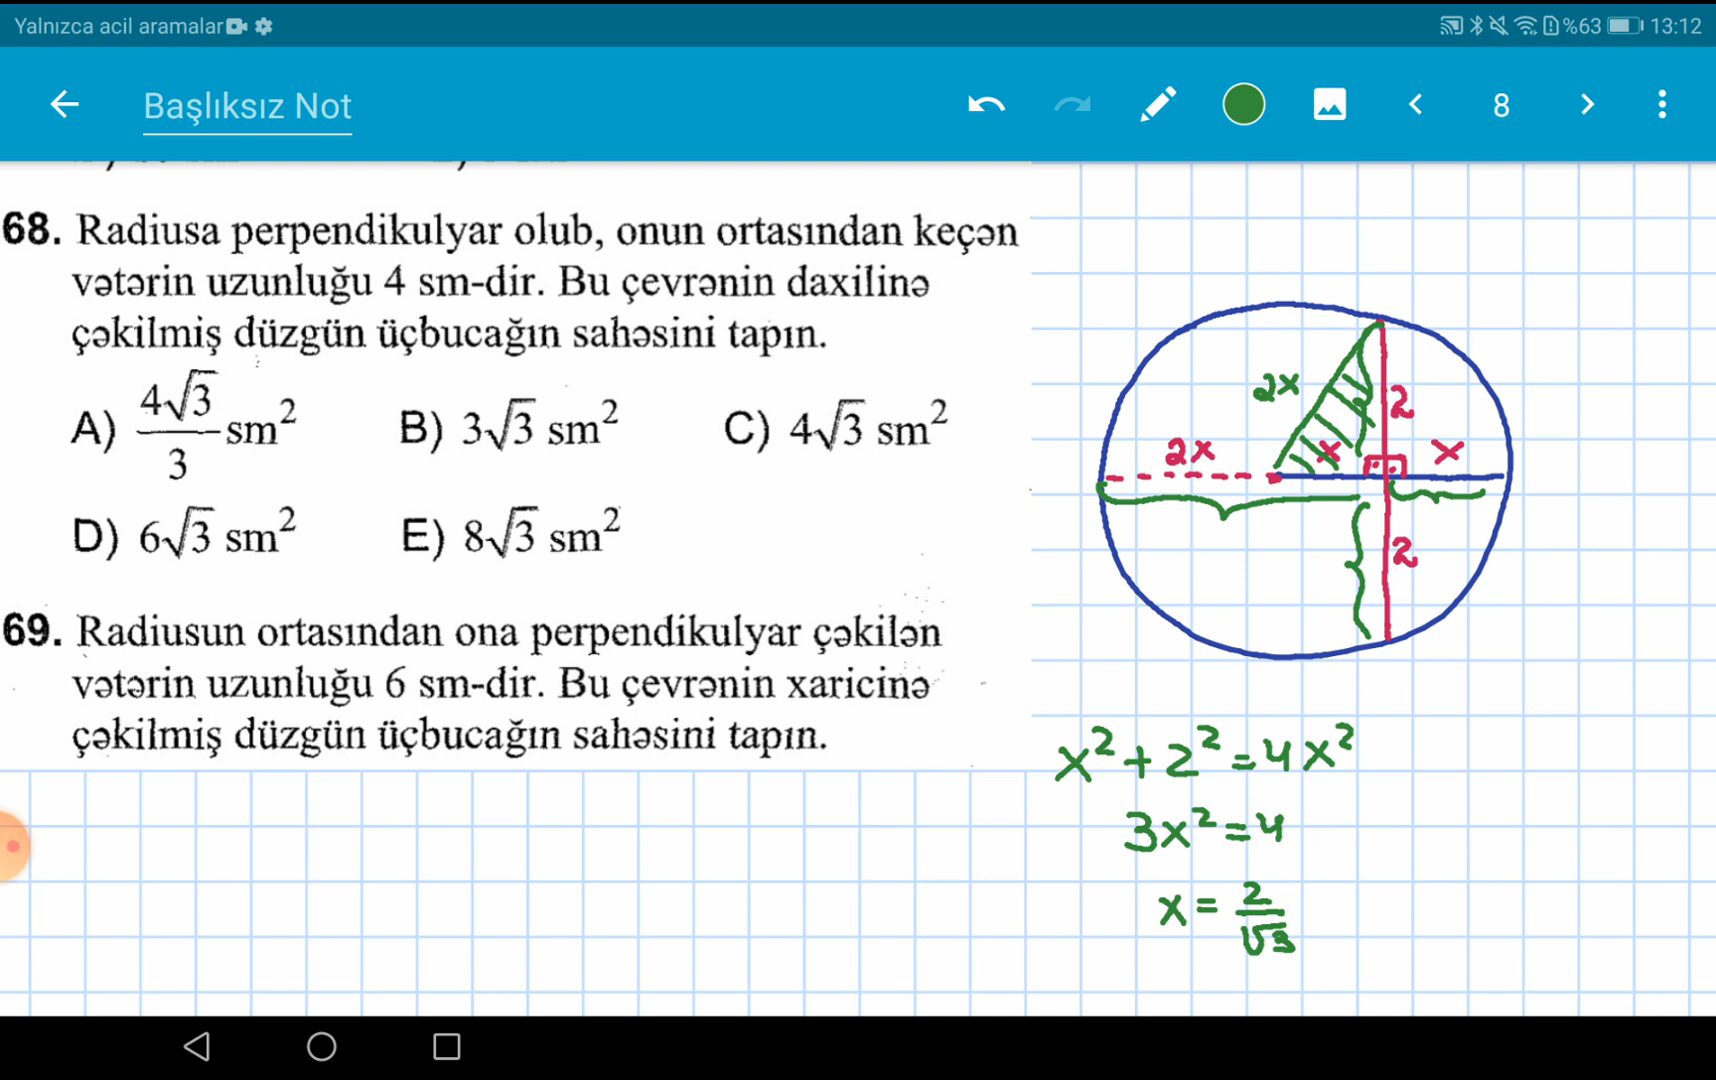 Yalnızca acil aramalar
%63 13:12
Başlıksız Not
8
68. Radiusa perpendikulyar olub, onun ortasından keçən
vətərin uzunluğu 4 sm-dir. Bu çevrənin daxilinə
çəkilmiş düzgün üçbucağın sahəsini tapın.
A) 4√3/3 sm² B) 3√3 sm² C) 4√3 sm²
D) 6√3 sm² E) 8√3 sm²
69. Radiusun ortasından ona perpendikulyar çəkilən
vətərin uzunluğu 6 sm-dir. Bu çevrənin xaricinə
çəkilmiş düzgün üçbucağın sahəsini tapın.
2x
2
2x
x
x
2
x² + 2² = 4x²
3x² = 4
x = 2/√3